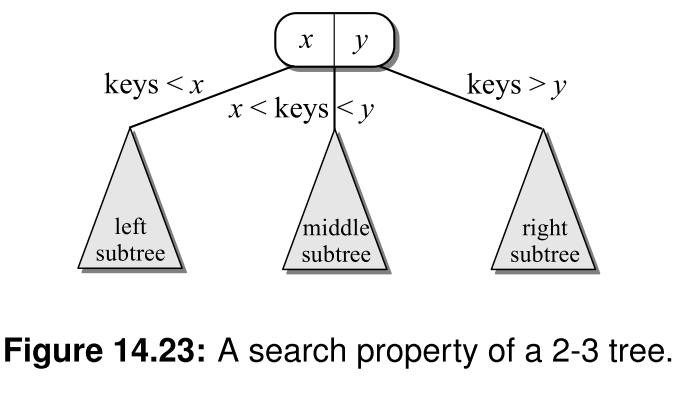 x y
keys < x
keys > y
x < keys < y
left
subtree
middle
subtree
right
subtree
Figure 14.23: A search property of a 2-3 tree.